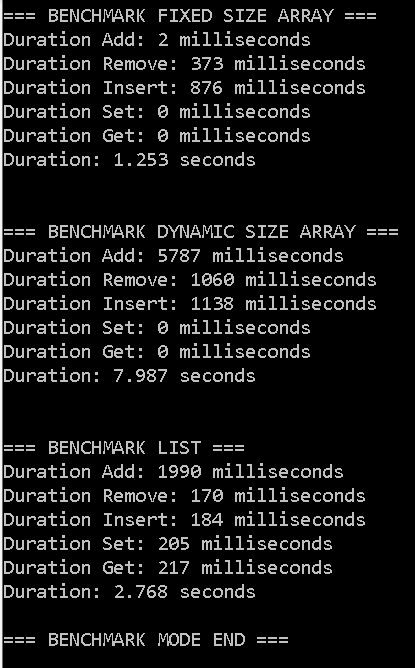 === BENCHMARK FIXED SIZE ARRAY ===
Duration Add: 2 milliseconds
Duration Remove: 373 milliseconds
Duration Insert: 876 milliseconds
Duration Set: 0 milliseconds
Duration Get: 0 milliseconds
Duration: 1.253 seconds
=== BENCHMARK DYNAMIC SIZE ARRAY ===
Duration Add: 5787 milliseconds
Duration Remove: 1060 milliseconds
Duration Insert: 1138 milliseconds
Duration Set: 0 milliseconds
Duration Get: 0 milliseconds
Duration: 7.987 seconds
=== BENCHMARK LIST ===
Duration Add: 1990 milliseconds
Duration Remove: 170 milliseconds
Duration Insert: 184 milliseconds
Duration Set: 205 milliseconds
Duration Get: 217 milliseconds
Duration: 2.768 seconds
=== BENCHMARK MODE END ===